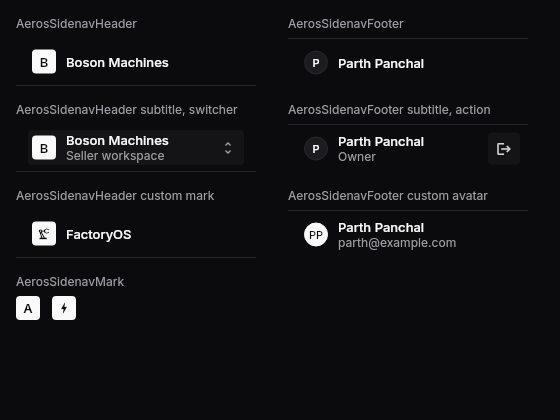 AerosSidenavHeader
B Boson Machines
AerosSidenavHeader subtitle, switcher
B Boson Machines
Seller workspace
AerosSidenavHeader custom mark
FactoryOS
AerosSidenavMark
A
AerosSidenavFooter
P Parth Panchal
AerosSidenavFooter subtitle, action
P Parth Panchal
Owner
AerosSidenavFooter custom avatar
PP Parth Panchal
parth@example.com